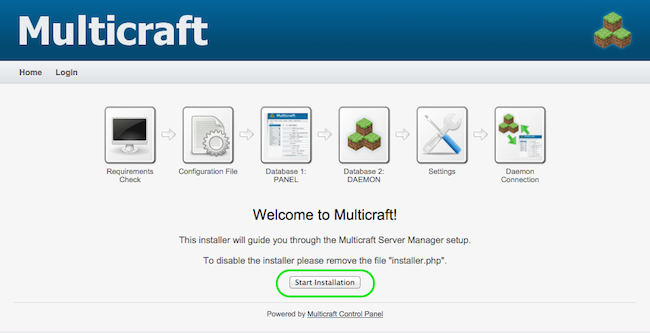 Multicraft
Home Login
Requirements Check
Configuration File
Database 1: PANEL
Database 2: DAEMON
Settings
Daemon Connection
Welcome to Multicraft!
This installer will guide you through the Multicraft Server Manager setup.
To disable the installer please remove the file "installer.php".
Start Installation
Powered by Multicraft Control Panel